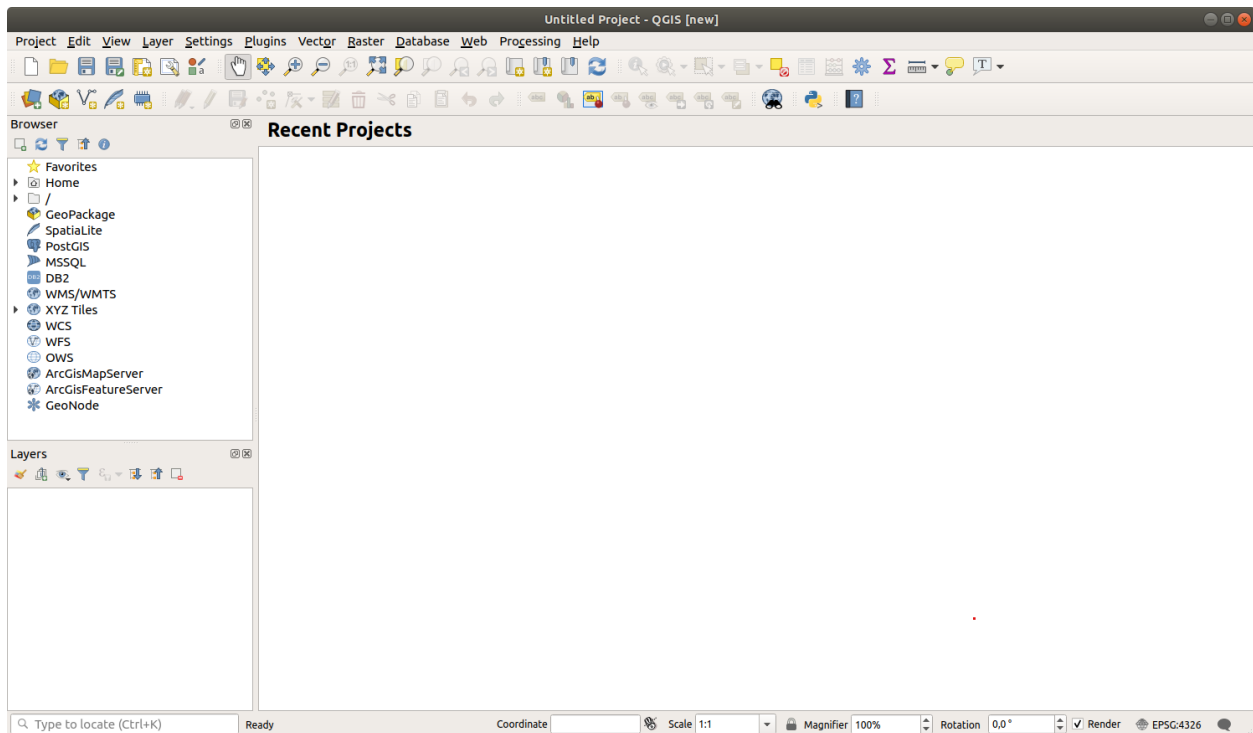 Untitled Project - QGIS [new]
Project Edit View Layer Settings Plugins Vector Raster Database Web Processing Help
Browser
Favorites
Home
/
GeoPackage
SpatiaLite
PostGIS
MSSQL
DB2
WMS/WMTS
XYZ Tiles
WCS
WFS
OWS
ArcGisMapServer
ArcGisFeatureServer
GeoNode
Layers
Recent Projects
Type to locate (Ctrl+K) Ready Coordinate Scale 1:1 Magnifier 100% Rotation 0,0 ° Render EPSG:4326